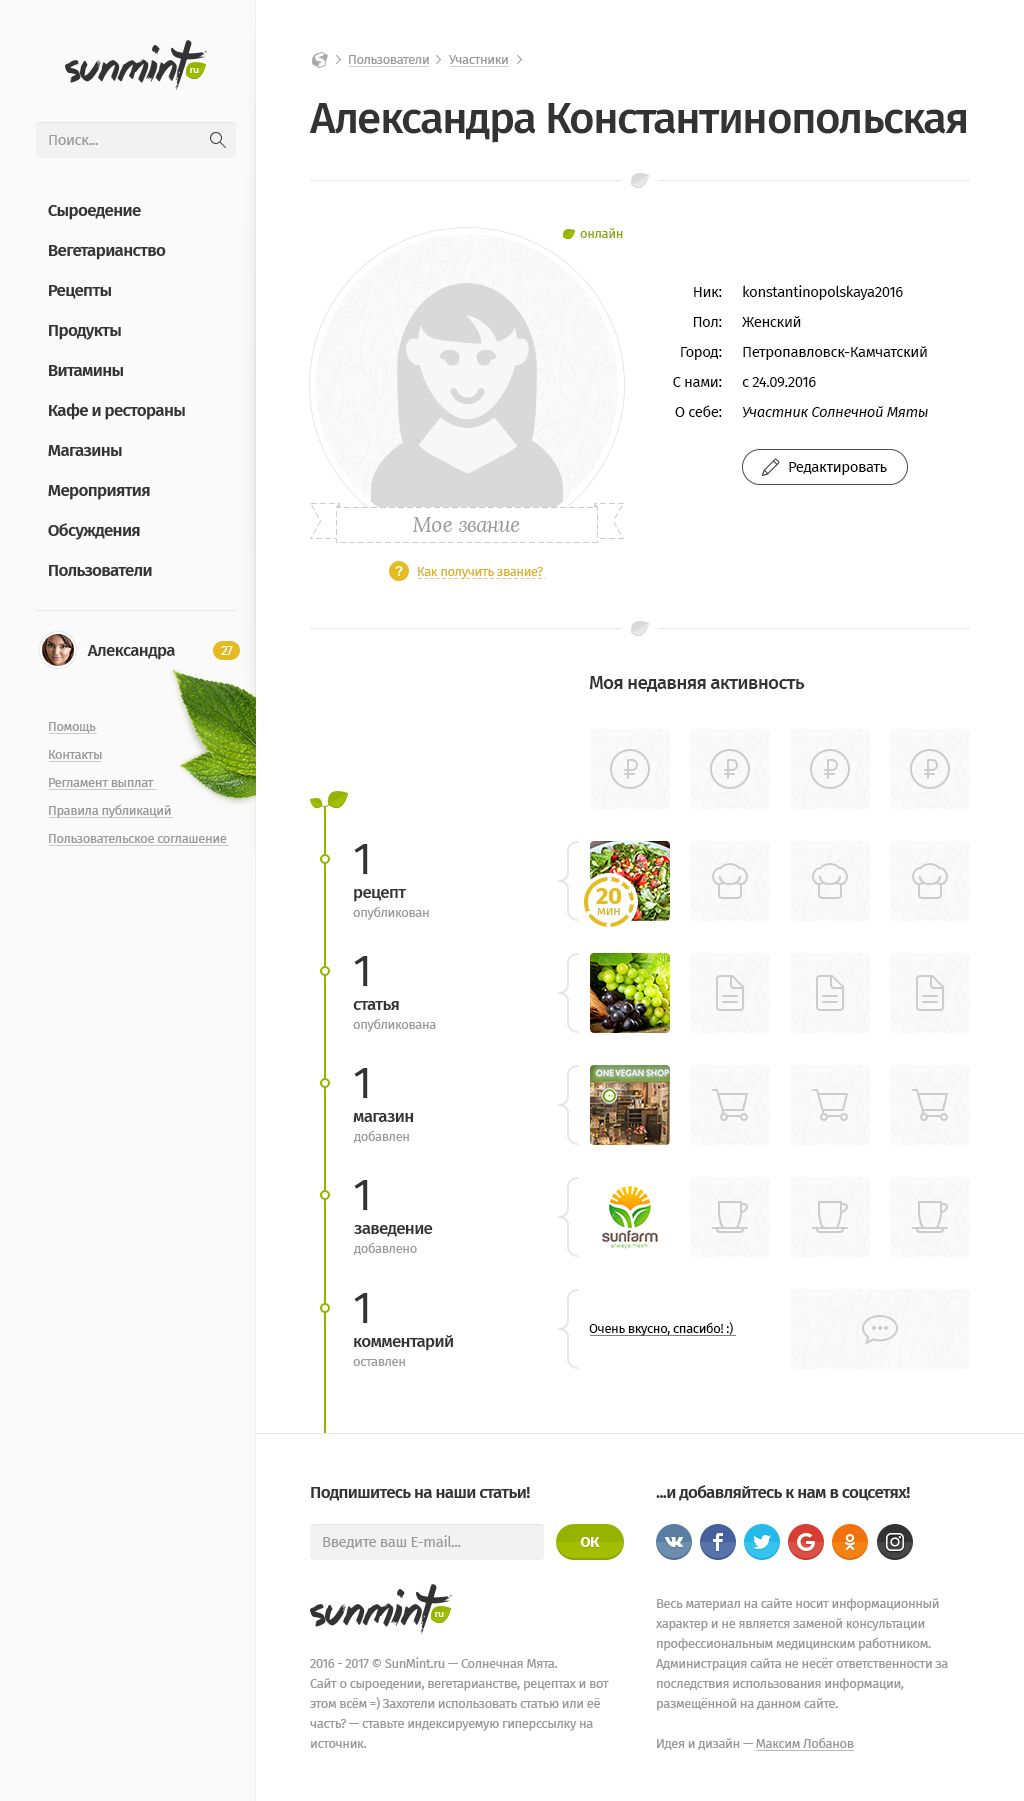 sunmint ru
Поиск...
Сыроедение
Вегетарианство
Рецепты
Продукты
Витамины
Кафе и рестораны
Магазины
Мероприятия
Обсуждения
Пользователи
Александра 27
Помощь
Контакты
Регламент выплат
Правила публикаций
Пользовательское соглашение
Пользователи > Участники >
Александра Константинопольская
онлайн
Ник: konstantinopolskaya2016
Пол: Женский
Город: Петропавловск-Камчатский
С нами: с 24.09.2016
О себе: Участник Солнечной Мяты
Редактировать
Мое звание
? Как получить звание?
Моя недавняя активность
1
рецепт
опубликован
20
мин
1
статья
опубликована
1
магазин
добавлен
ONE VEGAN SHOP
1
заведение
добавлено
sunfarm
always fresh
1
комментарий
оставлен
Очень вкусно, спасибо! :)
Подпишитесь на наши статьи!
Введите ваш E-mail...
ОК
sunmint ru
2016 - 2017 © SunMint.ru — Солнечная Мята.
Сайт о сыроедении, вегетарианстве, рецептах и вот
этом всём =) Захотели использовать статью или её
часть? — ставьте индексируемую гиперссылку на
источник.
...и добавляйтесь к нам в соцсетях!
Весь материал на сайте носит информационный
характер и не является заменой консультации
профессиональным медицинским работником.
Администрация сайта не несёт ответственности за
последствия использования информации,
размещённой на данном сайте.
Идея и дизайн — Максим Лобанов